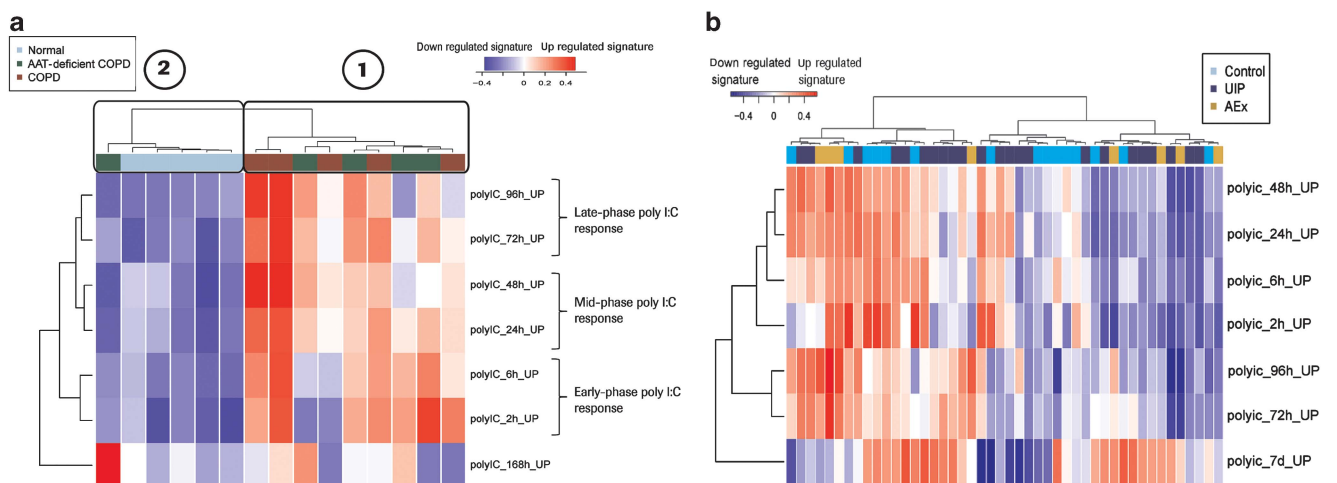 a
Normal
AAT-deficient COPD
COPD
2
1
Down regulated signature Up regulated signature
−0.4 −0.2 0 0.2 0.4
polyIC_96h_UP
polyIC_72h_UP
Late-phase poly I:C
response
polyIC_48h_UP
polyIC_24h_UP
Mid-phase poly I:C
response
polyIC_6h_UP
polyIC_2h_UP
Early-phase poly I:C
response
polyIC_168h_UP
b
Down regulated
signature
Up regulated
signature
−0.4 0 0.4
Control
UIP
AEx
polyic_48h_UP
polyic_24h_UP
polyic_6h_UP
polyic_2h_UP
polyic_96h_UP
polyic_72h_UP
polyic_7d_UP